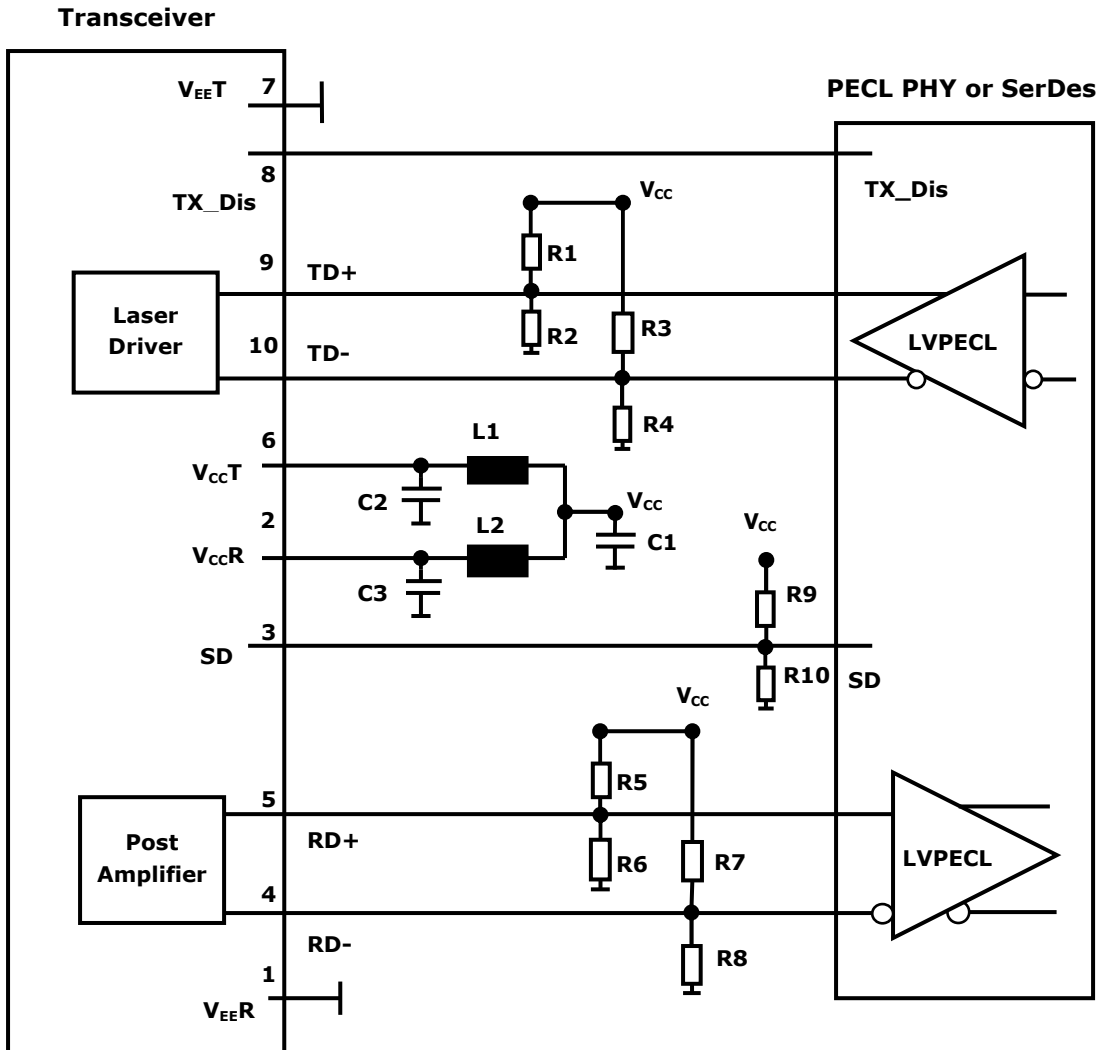 Transceiver
PECL PHY or SerDes
VEET
7
8
TX_Dis
TX_Dis
VCC
R1
9
TD+
Laser
Driver
R2
R3
LVPECL
10
TD-
R4
6
L1
VCCT
C2
VCC
VCC
2
L2
C1
VCCR
C3
R9
3
SD
R10
SD
VCC
R5
5
RD+
R6
R7
LVPECL
Post
Amplifier
4
RD-
R8
1
VEER